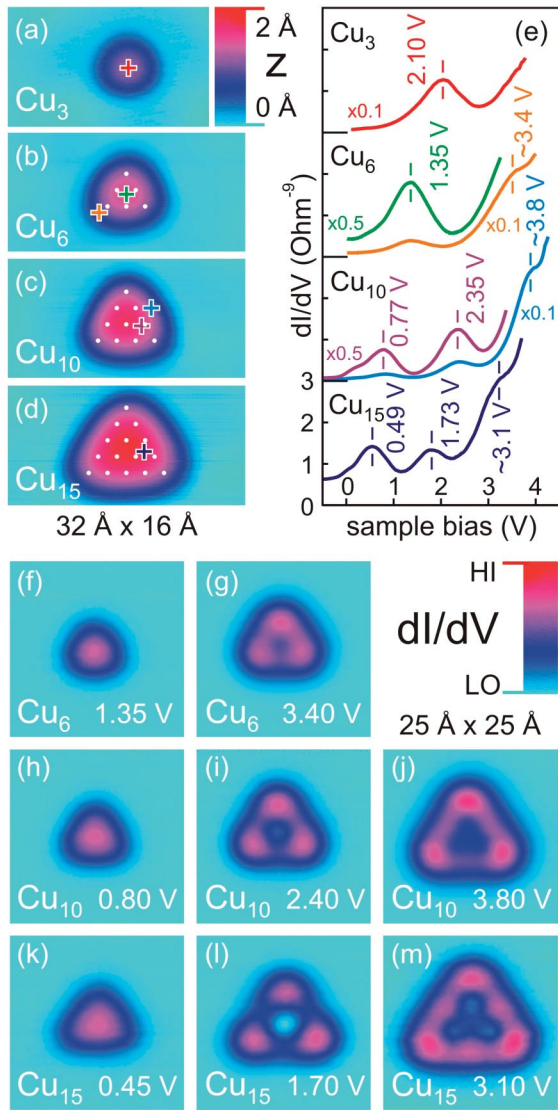 (a)
Cu3
2 Å
Z
0 Å
(b)
Cu6
(c)
Cu10
(d)
Cu15
32 Å x 16 Å
(e)
dI/dV (Ohm-9)
Cu3
2.10 V
x0.1
Cu6
1.35 V
~3.4 V
x0.5
x0.1
Cu10
0.77 V
2.35 V
~3.8 V
x0.5
x0.1
3
Cu15
2
1
0
0.49 V
1.73 V
~3.1 V
0 1 2 3 4
sample bias (V)
(f)
Cu6 1.35 V
(g)
Cu6 3.40 V
HI
dI/dV
LO
25 Å x 25 Å
(h)
Cu10 0.80 V
(i)
Cu10 2.40 V
(j)
Cu10 3.80 V
(k)
Cu15 0.45 V
(l)
Cu15 1.70 V
(m)
Cu15 3.10 V